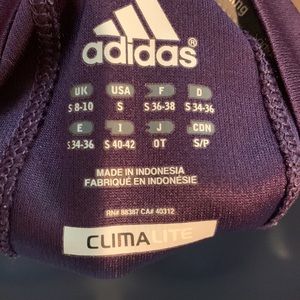 adidas
UK USA F D
S 8-10 S S 36-38 S 34-36
E I J CDN
S 34-36 S 40-42 OT S/P
MADE IN INDONESIA
FABRIQUÉ EN INDONÉSIE
RN# 88387 CA# 40312
CLIMALITE